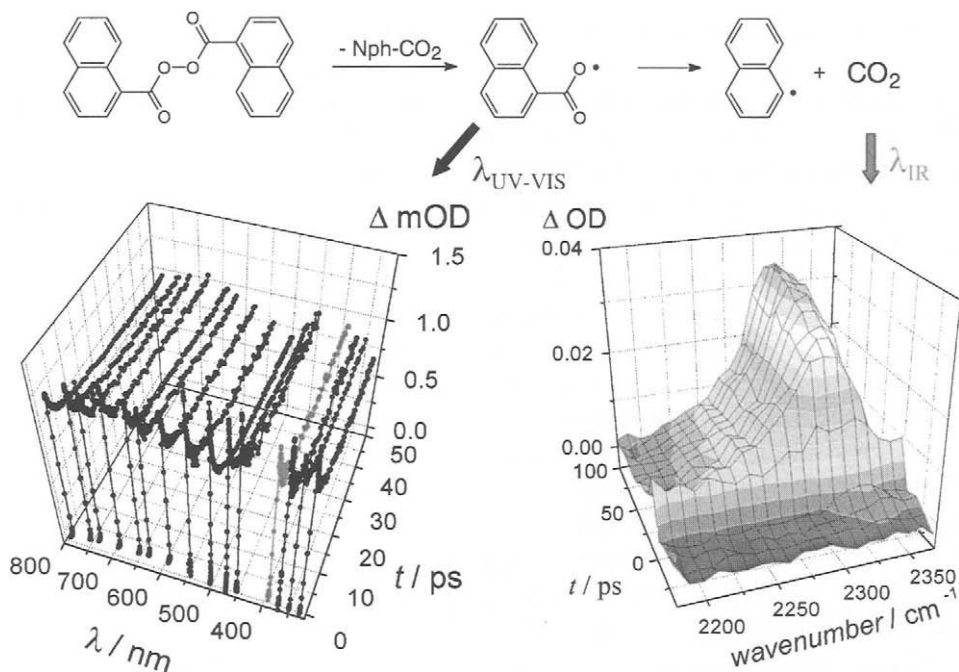 - Nph-CO2
O–O
O
O
O •
O
•
+ CO2
λUV-VIS
λIR
Δ mOD
1.5
1.0
0.5
0.0
50
40
30
20
10
0
t / ps
800
700
600
500
400
λ / nm
Δ OD
0.04
0.02
0.00
100
50
0
t / ps
2200
2250
2300
2350
wavenumber / cm-1